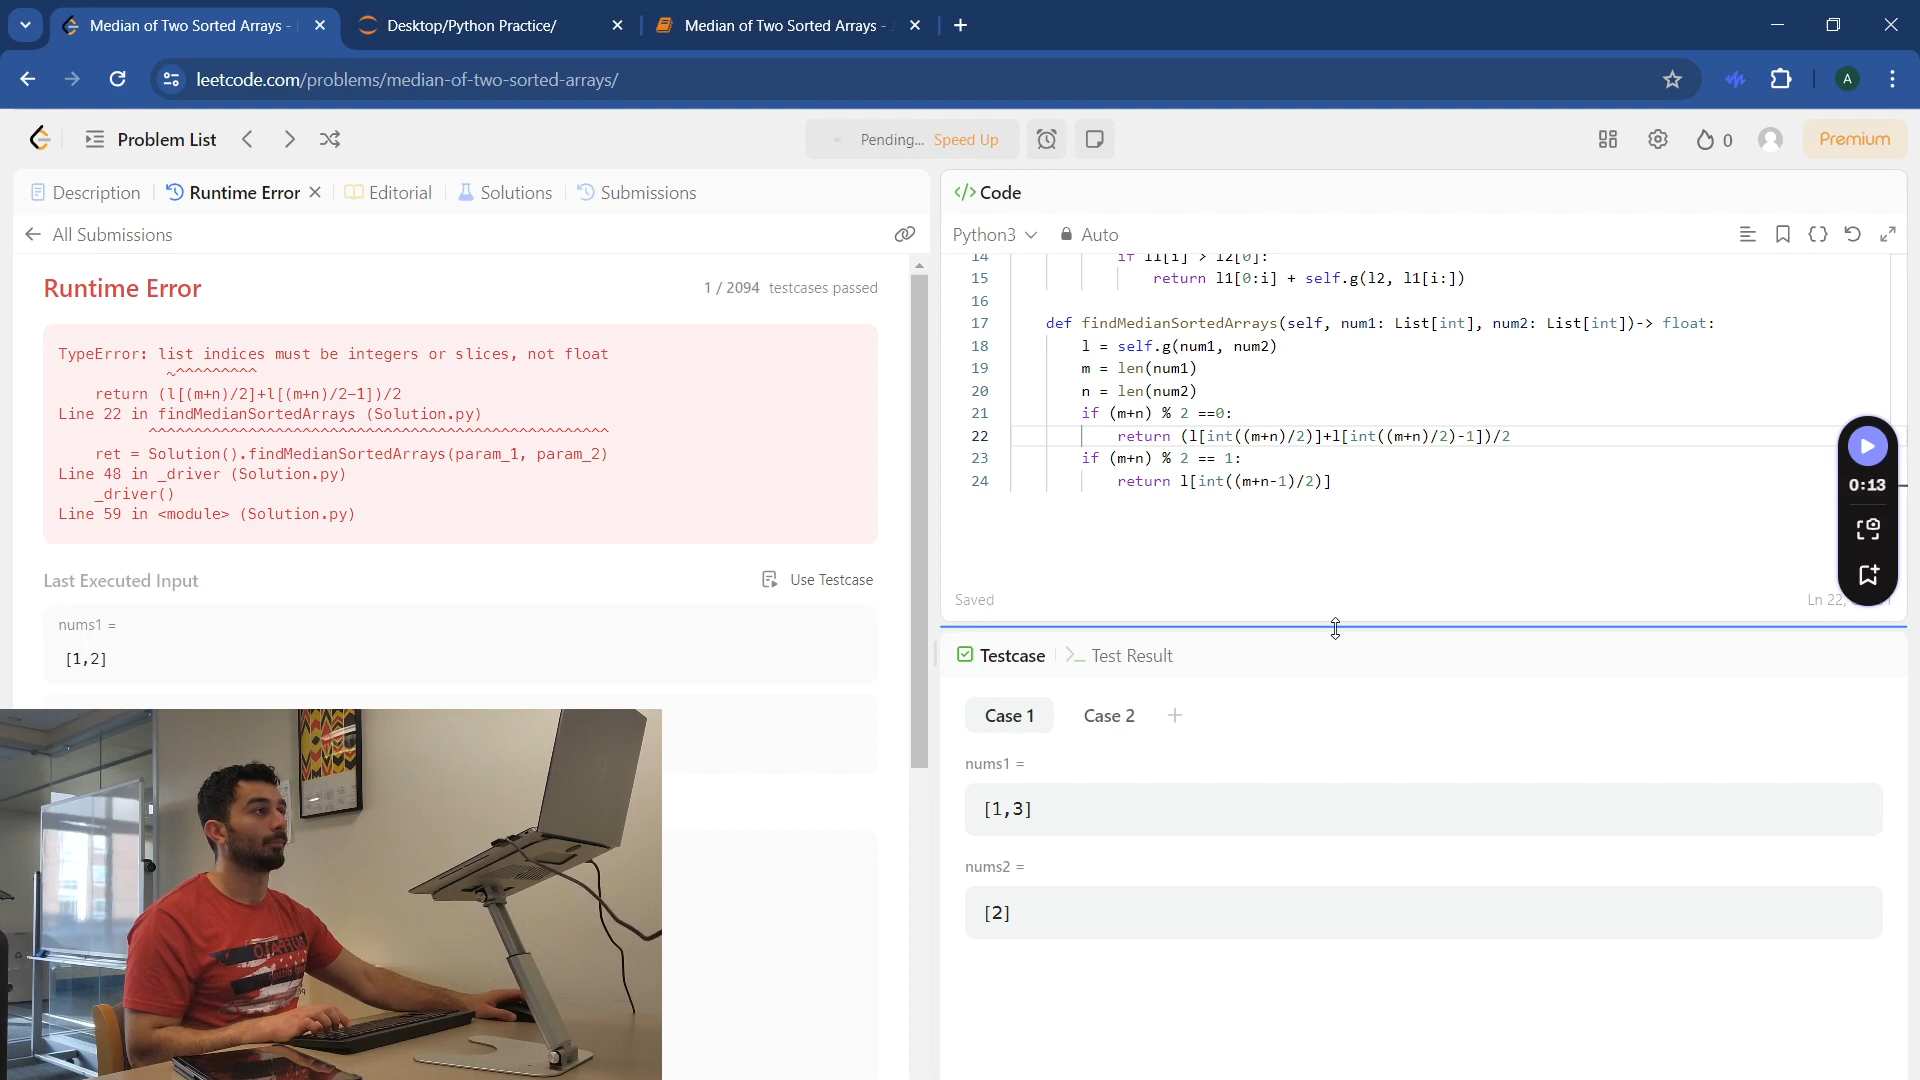 Median of Two Sorted Arrays -
Desktop/Python Practice/
Median of Two Sorted Arrays -
leetcode.com/problems/median-of-two-sorted-arrays/
A
Problem List
Pending... Speed Up
0
Premium
Description
Runtime Error
Editorial
Solutions
Submissions
All Submissions
Runtime Error
1 / 2094 testcases passed
TypeError: list indices must be integers or slices, not float
~^^^^^^^^^
return (l[(m+n)/2]+l[(m+n)/2-1])/2
Line 22 in findMedianSortedArrays (Solution.py)
^^^^^^^^^^^^^^^^^^^^^^^^^^^^^^^^^^^^^^^^^^^^^^^^^^^
ret = Solution().findMedianSortedArrays(param_1, param_2)
Line 48 in _driver (Solution.py)
_driver()
Line 59 in <module> (Solution.py)
Last Executed Input
Use Testcase
nums1 =
[1,2]
</> Code
Python3
Auto
14 if l1[i] > l2[0]:
15 return l1[0:i] + self.g(l2, l1[i:])
16
17 def findMedianSortedArrays(self, num1: List[int], num2: List[int])-> float:
18 l = self.g(num1, num2)
19 m = len(num1)
20 n = len(num2)
21 if (m+n) % 2 ==0:
22 return (l[int((m+n)/2)]+l[int((m+n)/2)-1])/2
23 if (m+n) % 2 == 1:
24 return l[int((m+n-1)/2)]
Saved
Ln 22,
0:13
Testcase
Test Result
Case 1
Case 2
nums1 =
[1,3]
nums2 =
[2]